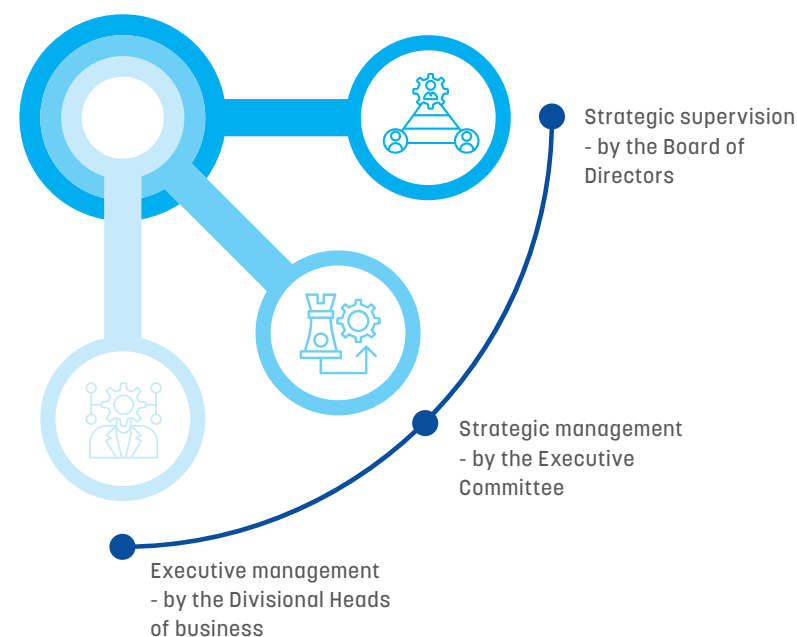 Strategic supervision
- by the Board of
Directors
Strategic management
- by the Executive
Committee
Executive management
- by the Divisional Heads
of business